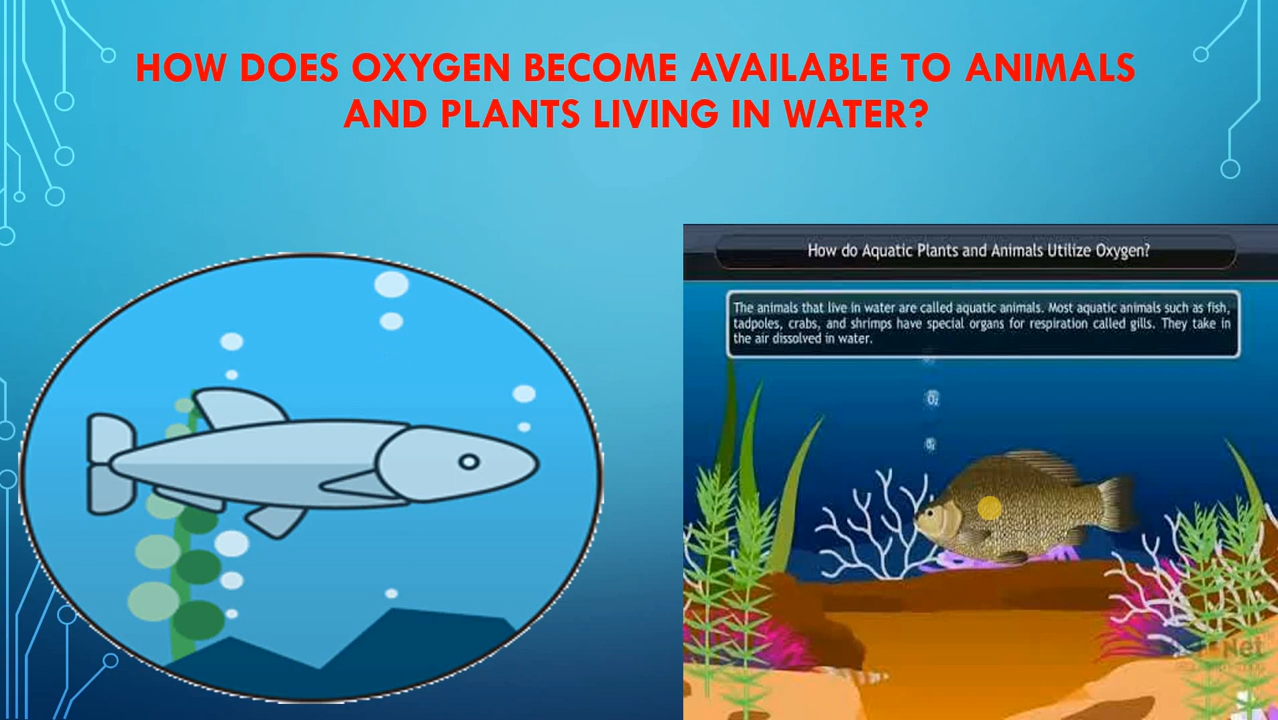 HOW DOES OXYGEN BECOME AVAILABLE TO ANIMALS
AND PLANTS LIVING IN WATER?
How do Aquatic Plants and Animals Utilize Oxygen?
The animals that live in water are called aquatic animals. Most aquatic animals such as fish,
tadpoles, crabs, and shrimps have special organs for respiration called gills. They take in
the air dissolved in water.
O₂
Net